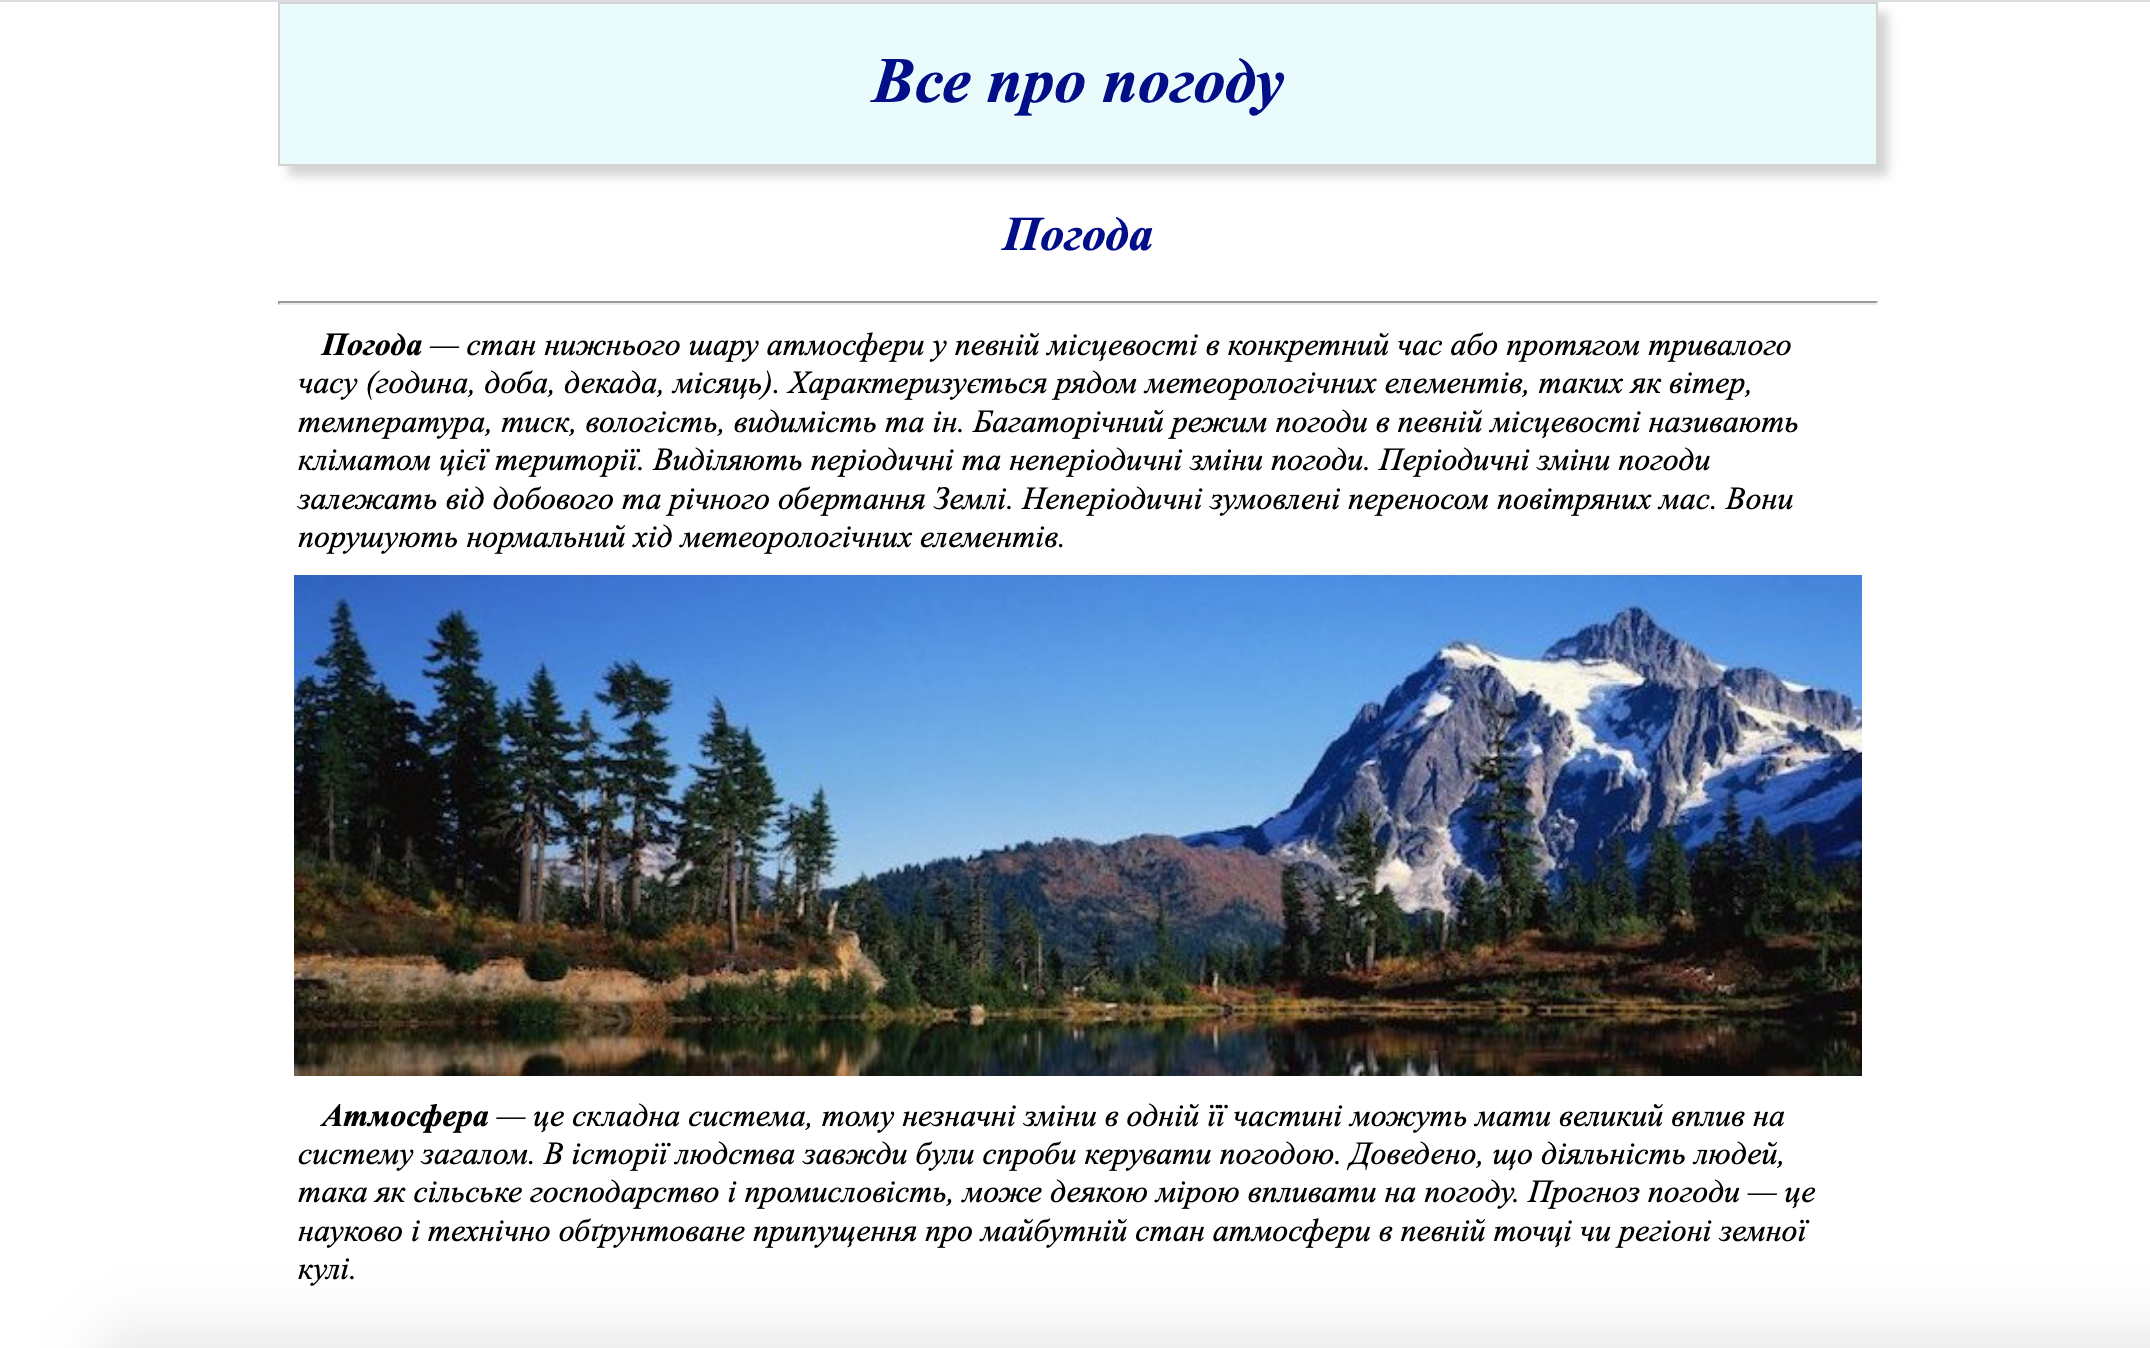 Все про погоду
Погода
Погода — стан нижнього шару атмосфери у певній місцевості в конкретний час або протягом тривалого
часу (година, доба, декада, місяць). Характеризується рядом метеорологічних елементів, таких як вітер,
температура, тиск, вологість, видимість та ін. Багаторічний режим погоди в певній місцевості називають
кліматом цієї території. Виділяють періодичні та неперіодичні зміни погоди. Періодичні зміни погоди
залежать від добового та річного обертання Землі. Неперіодичні зумовлені переносом повітряних мас. Вони
порушують нормальний хід метеорологічних елементів.
Атмосфера — це складна система, тому незначні зміни в одній її частині можуть мати великий вплив на
систему загалом. В історії людства завжди були спроби керувати погодою. Доведено, що діяльність людей,
така як сільське господарство і промисловість, може деякою мірою впливати на погоду. Прогноз погоди — це
науково і технічно обґрунтоване припущення про майбутній стан атмосфери в певній точці чи регіоні земної
кулі.